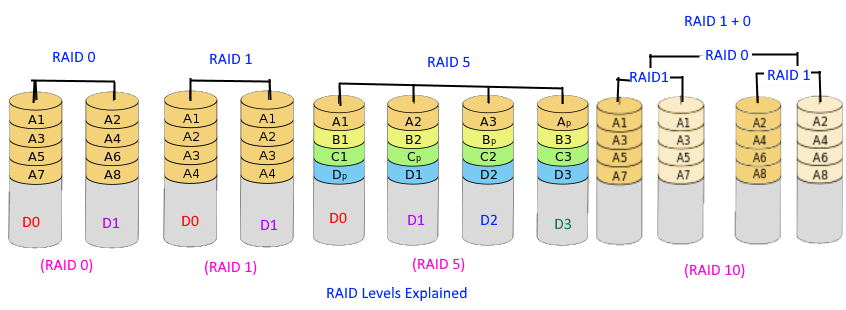 RAID 1 + 0
RAID 0
RAID 1
RAID 5
RAID 0
RAID1
RAID 1
A1 A2 A1 A1 A1 A2 A3 Ap A1 A1 A2 A2
A3 A4 A2 A2 B1 B2 Bp B3 A3 A3 A4 A4
A5 A6 A3 A3 C1 Cp C2 C3 A5 A5 A6 A6
A7 A8 A4 A4 Dp D1 D2 D3 A7 A7 A8 A8
D0 D1 D0 D1 D0 D1 D2 D3
(RAID 0) (RAID 1) (RAID 5) (RAID 10)
RAID Levels Explained